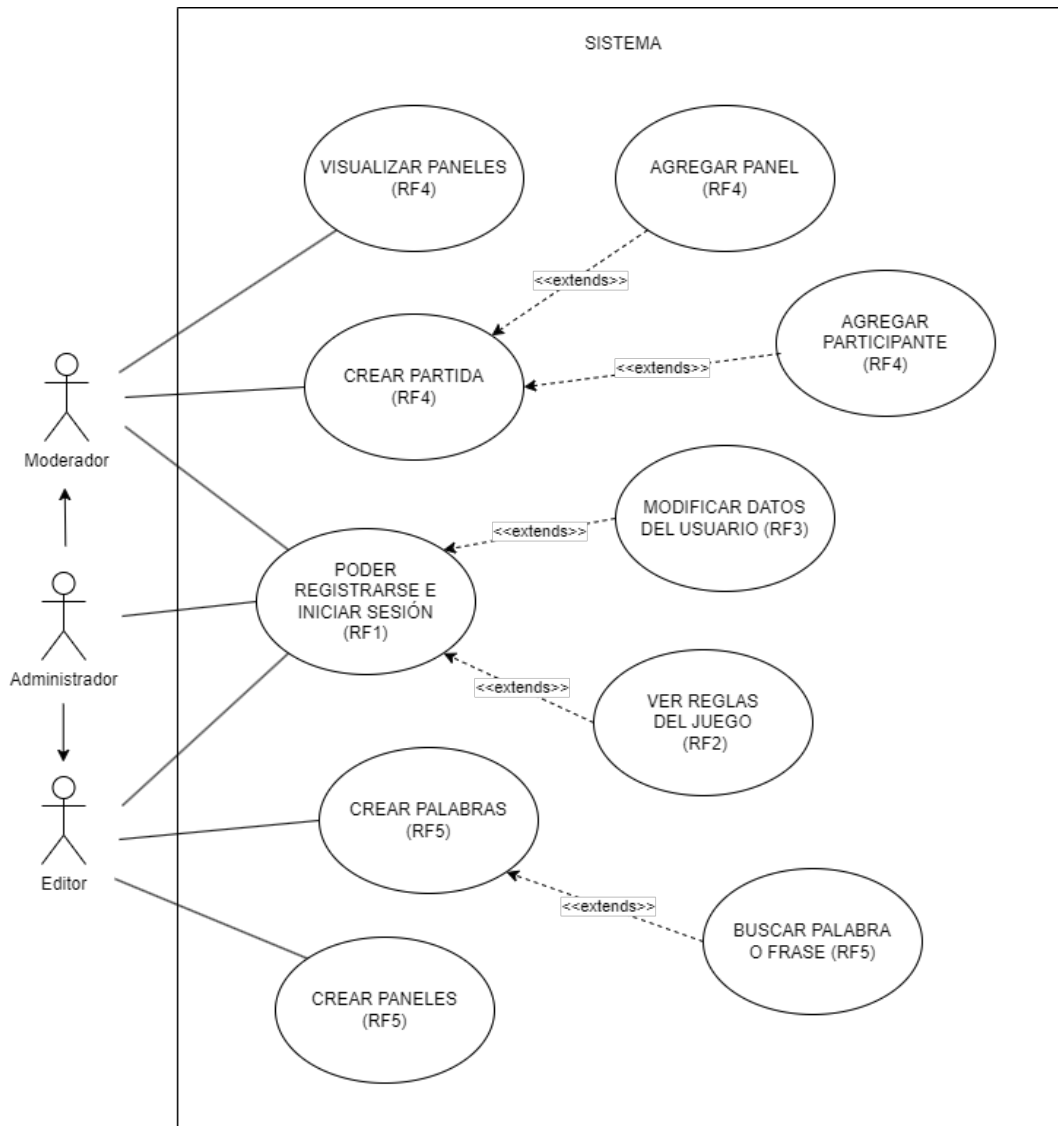 SISTEMA
VISUALIZAR PANELES
(RF4)
AGREGAR PANEL
(RF4)
<<extends>>
AGREGAR
PARTICIPANTE
(RF4)
<<extends>>
CREAR PARTIDA
(RF4)
Moderador
MODIFICAR DATOS
DEL USUARIO (RF3)
<<extends>>
PODER
REGISTRARSE E
INICIAR SESIÓN
(RF1)
Administrador
<<extends>>
VER REGLAS
DEL JUEGO
(RF2)
CREAR PALABRAS
(RF5)
Editor
<<extends>>
BUSCAR PALABRA
O FRASE (RF5)
CREAR PANELES
(RF5)